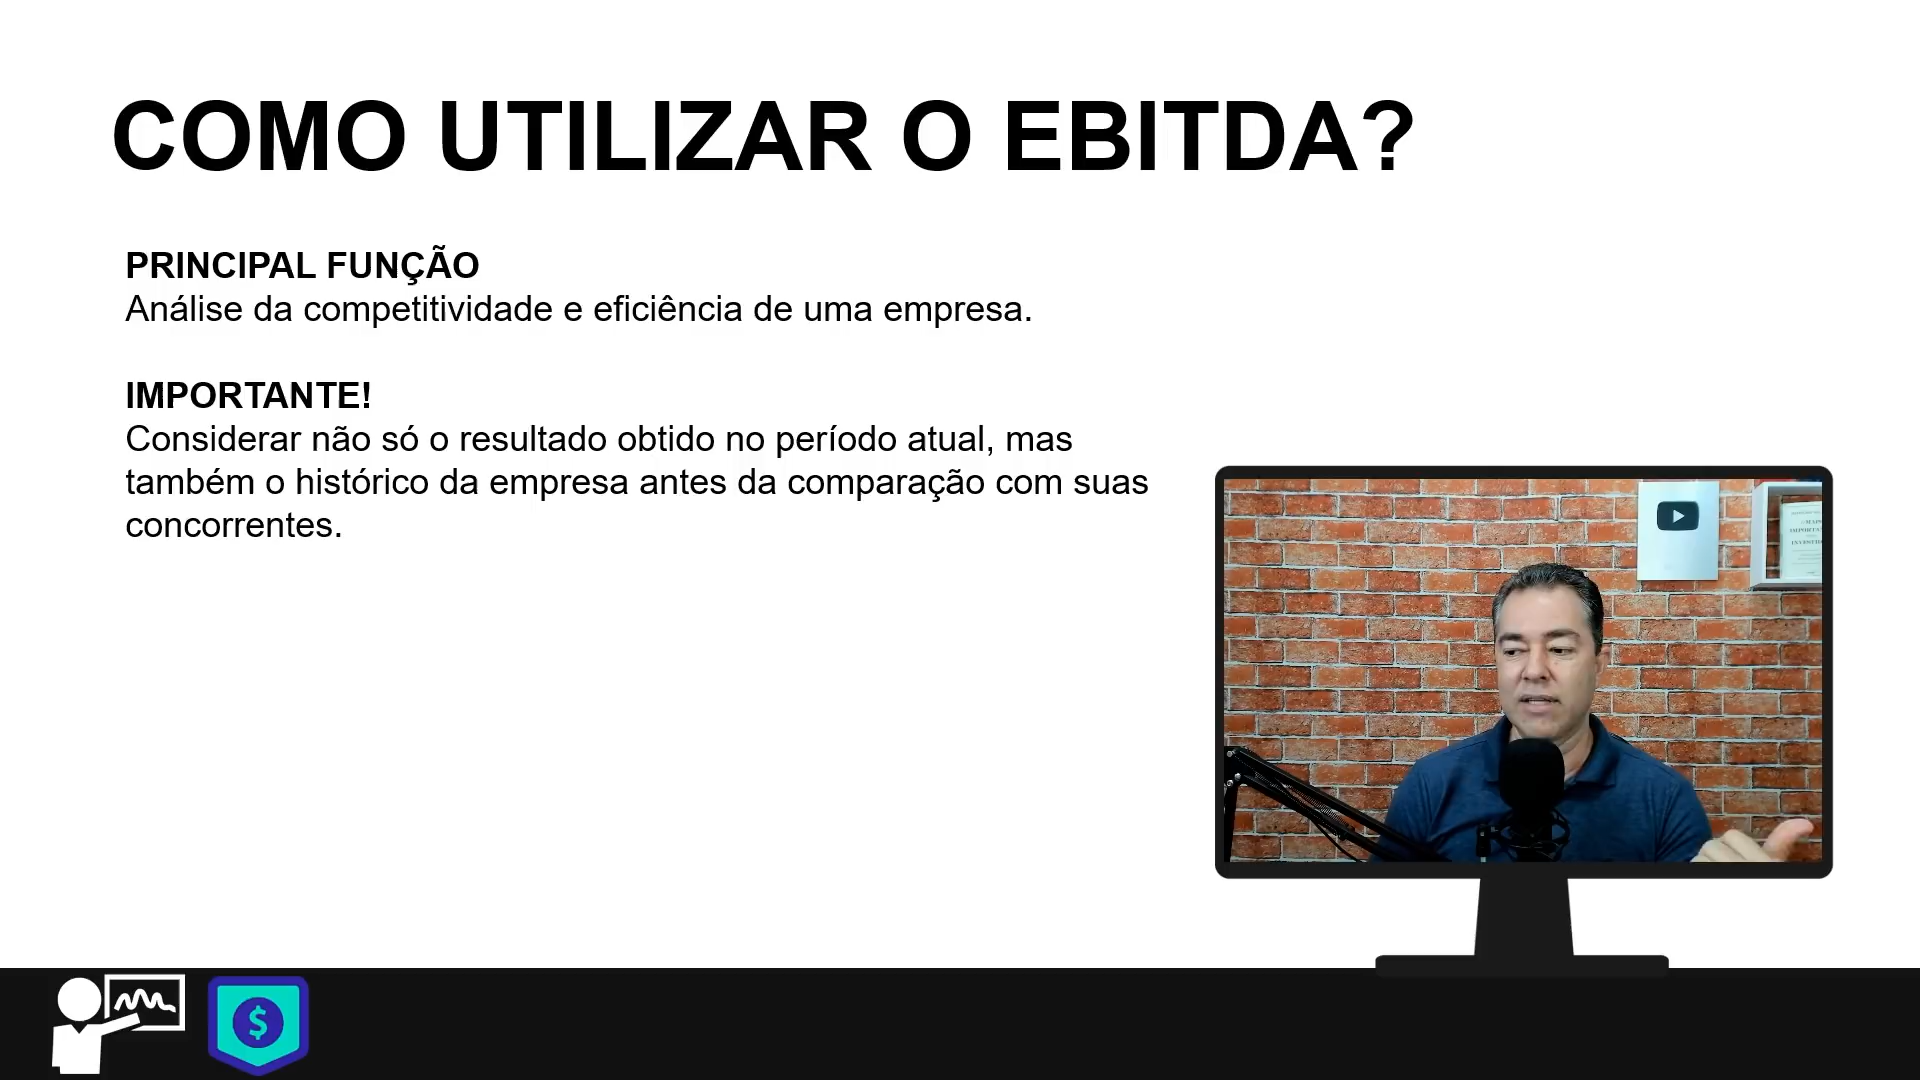 COMO UTILIZAR O EBITDA?
PRINCIPAL FUNÇÃO
Análise da competitividade e eficiência de uma empresa.
IMPORTANTE!
Considerar não só o resultado obtido no período atual, mas
também o histórico da empresa antes da comparação com suas
concorrentes.
$